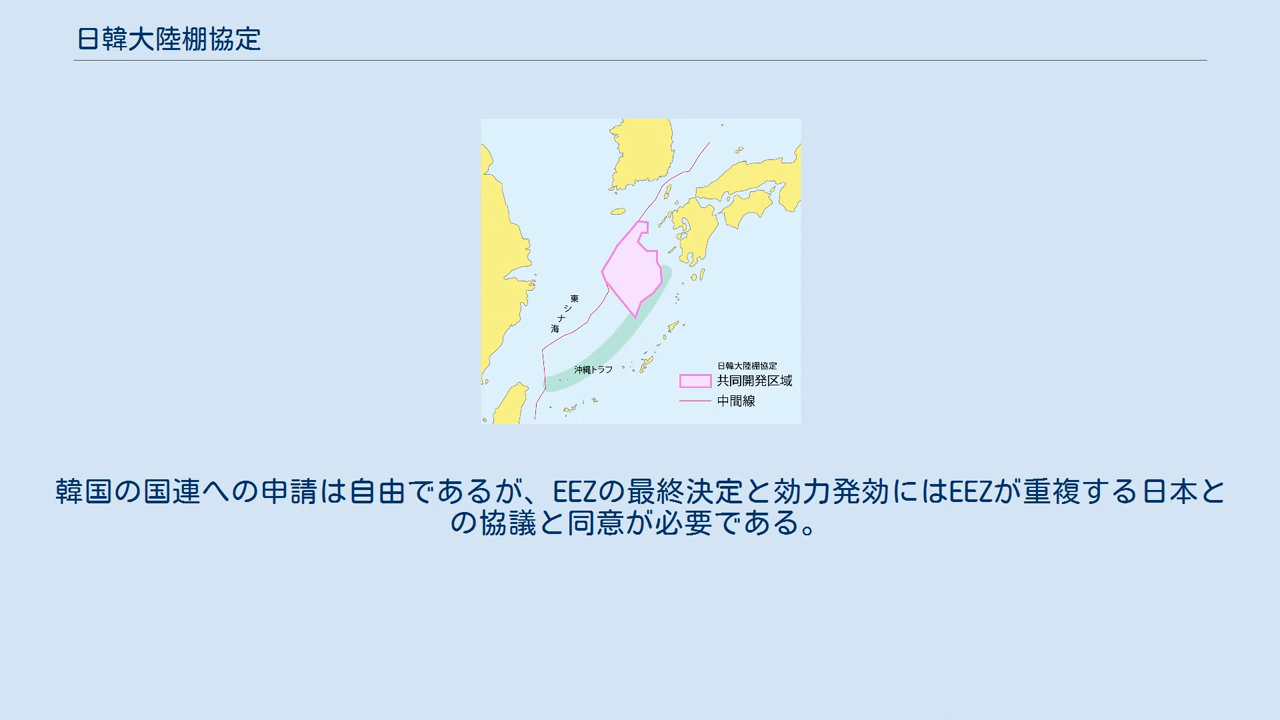 日韓大陸棚協定
東シナ海
沖縄トラフ
日韓大陸棚協定
共同開発区域
中間線
韓国の国連への申請は自由であるが、EEZの最終決定と効力発効にはEEZが重複する日本と
の協議と同意が必要である。